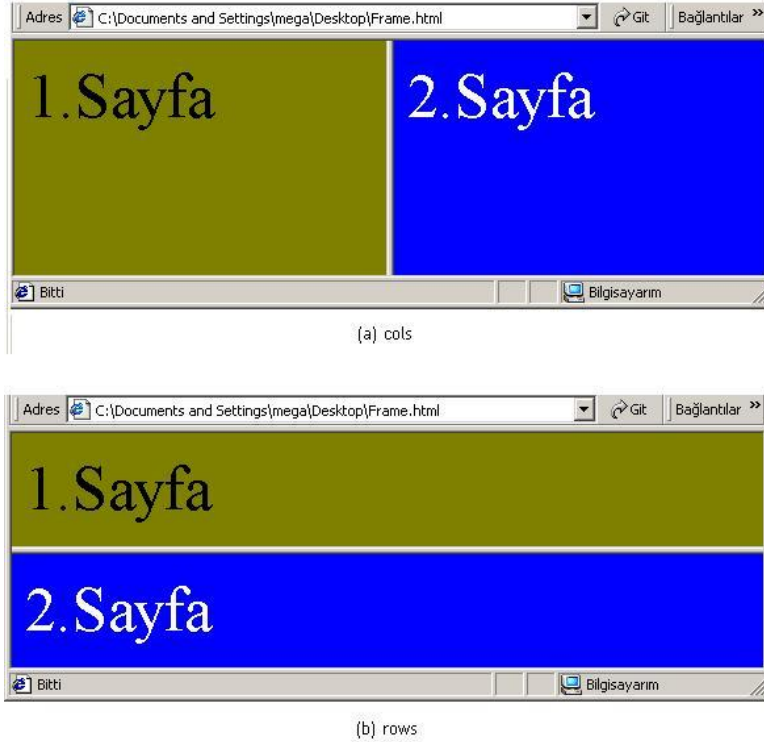 Adres C:\Documents and Settings\mega\Desktop\Frame.html Git Bağlantılar »
1.Sayfa 2.Sayfa
Bitti Bilgisayarım
(a) cols
Adres C:\Documents and Settings\mega\Desktop\Frame.html Git Bağlantılar »
1.Sayfa
2.Sayfa
Bitti Bilgisayarım
(b) rows